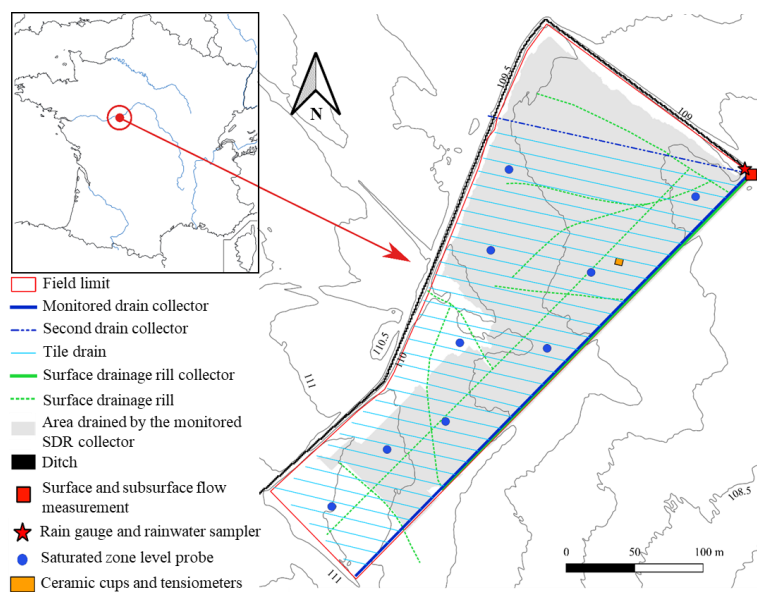 N
109.5
109
110.5
110
111
111
108.5
Field limit
Monitored drain collector
Second drain collector
Tile drain
Surface drainage rill collector
Surface drainage rill
Area drained by the monitored
SDR collector
Ditch
Surface and subsurface flow
measurement
Rain gauge and rainwater sampler
Saturated zone level probe
Ceramic cups and tensiometers
0 50 100 m